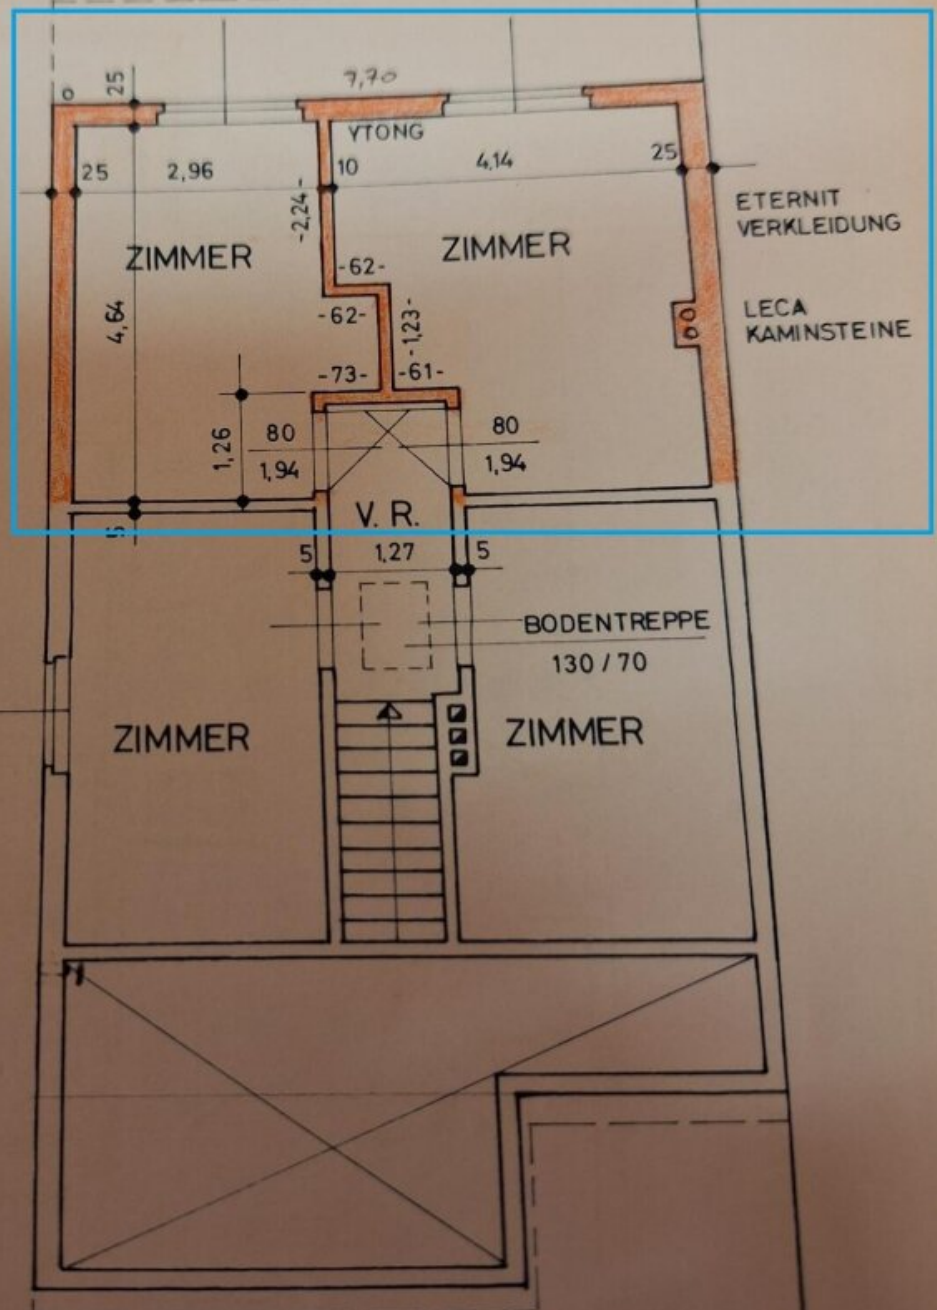 7,70
25
YTONG
25
2,96
10
4,14
25
-2,24-
ETERNIT
VERKLEIDUNG
ZIMMER
ZIMMER
-62-
4,64
-62-
-1,23-
LECA
KAMINSTEINE
-73-
-61-
1,26
80
1,94
80
1,94
V. R.
5
1,27
5
BODENTREPPE
130 / 70
ZIMMER
ZIMMER